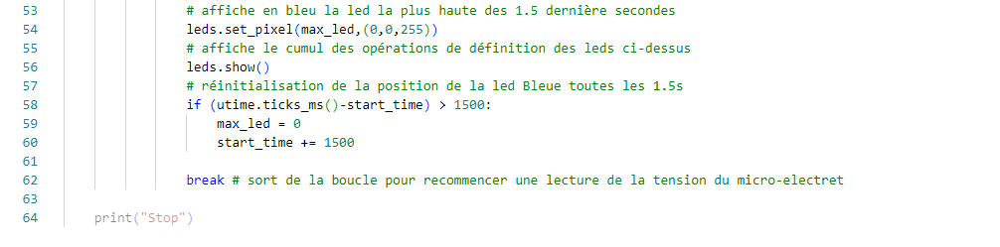 53 # affiche en bleu la led la plus haute des 1.5 dernière secondes
54 leds.set_pixel(max_led,(0,0,255))
55 # affiche le cumul des opérations de définition des leds ci-dessus
56 leds.show()
57 # réinitialisation de la position de la led Bleue toutes les 1.5s
58 if (utime.ticks_ms()-start_time) > 1500:
59 max_led = 0
60 start_time += 1500
61
62 break # sort de la boucle pour recommencer une lecture de la tension du micro-electret
63
64 print("Stop")